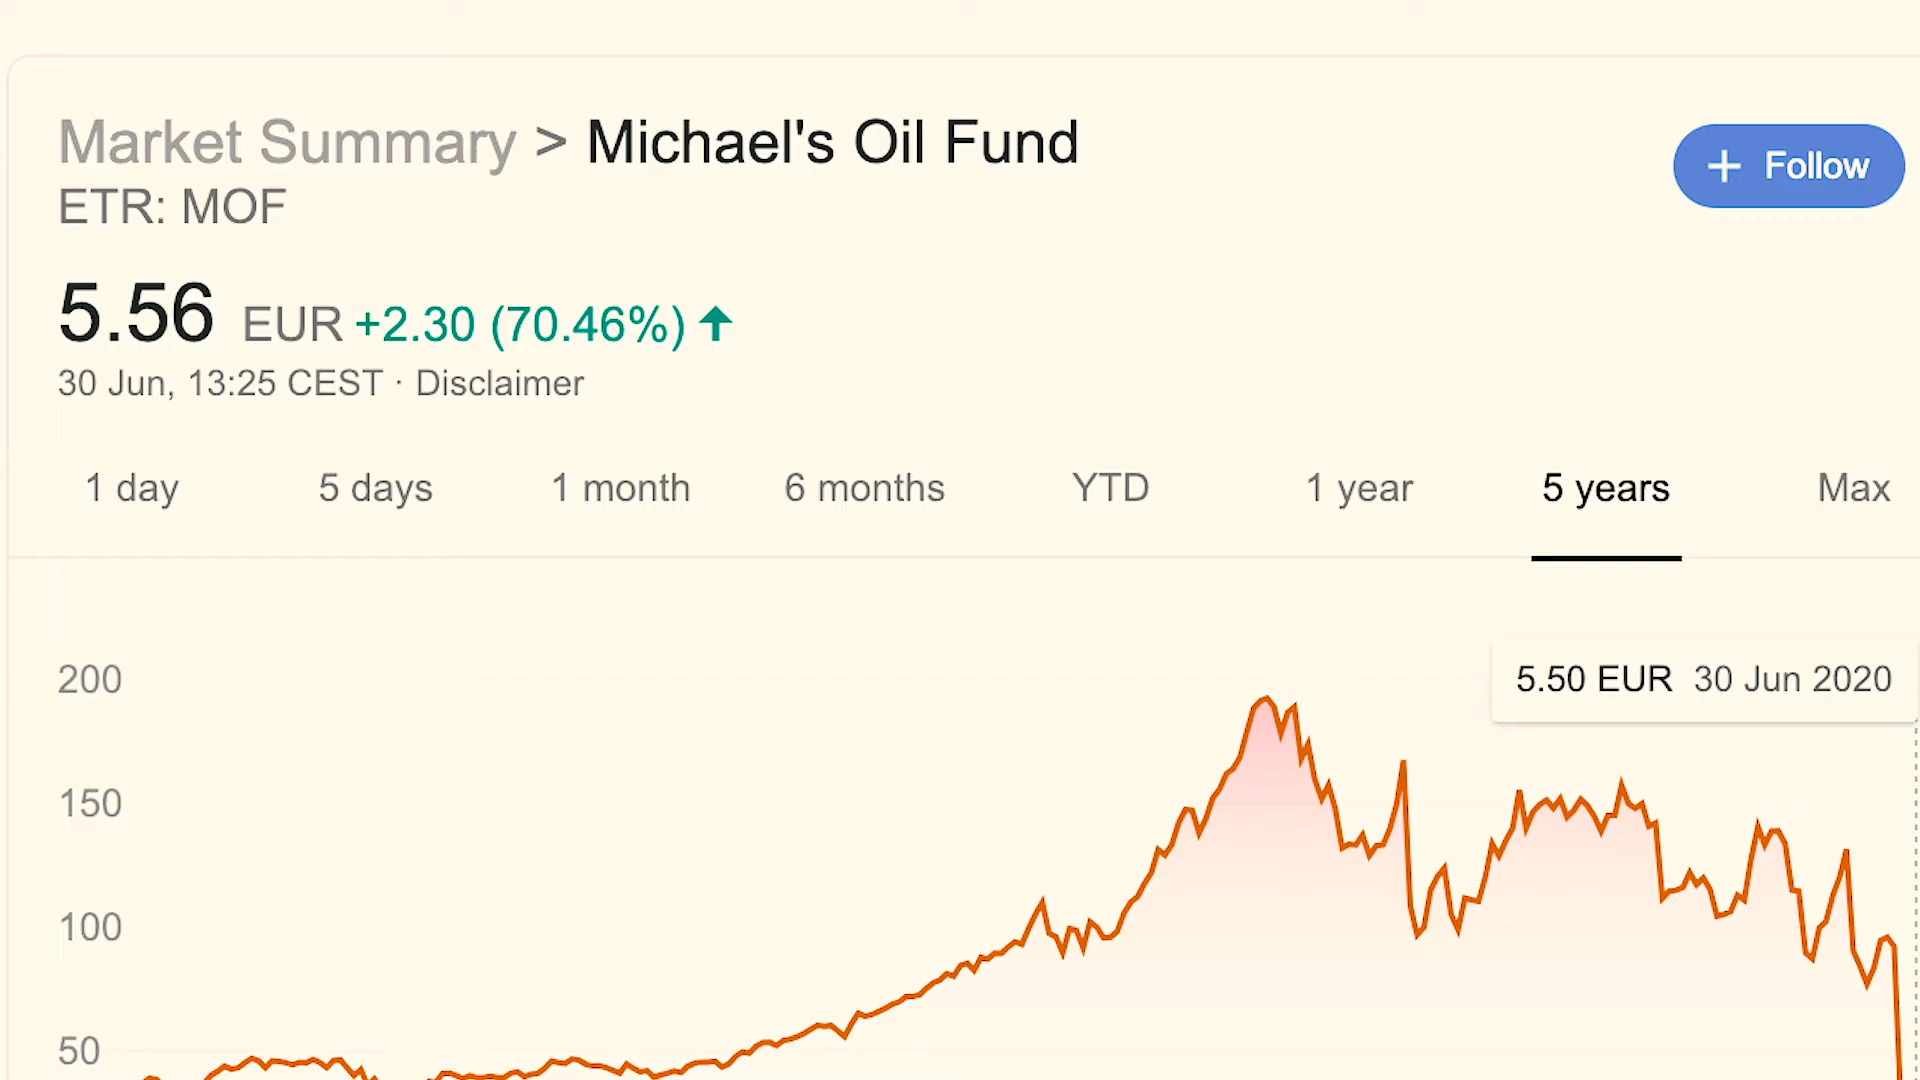 Market Summary > Michael's Oil Fund
ETR: MOF
+ Follow
5.56 EUR +2.30 (70.46%)
30 Jun, 13:25 CEST · Disclaimer
1 day 5 days 1 month 6 months YTD 1 year 5 years Max
5.50 EUR 30 Jun 2020
200
150
100
50